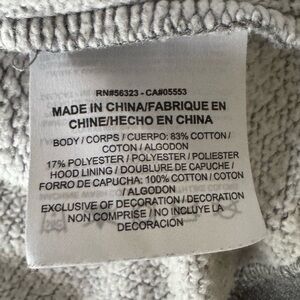 RN#56323 - CA#05553
MADE IN CHINA/FABRIQUE EN
CHINE/HECHO EN CHINA
BODY / CORPS / CUERPO: 83% COTTON /
COTON / ALGODON
17% POLYESTER / POLYESTER / POLIESTER
HOOD LINING / DOUBLURE DE CAPUCHE /
FORRO DE CAPUCHA: 100% COTTON / COTON
/ ALGODON
EXCLUSIVE OF DECORATION / DECORATION
NON COMPRISE / NO INCLUYE LA
DECORACIÓN